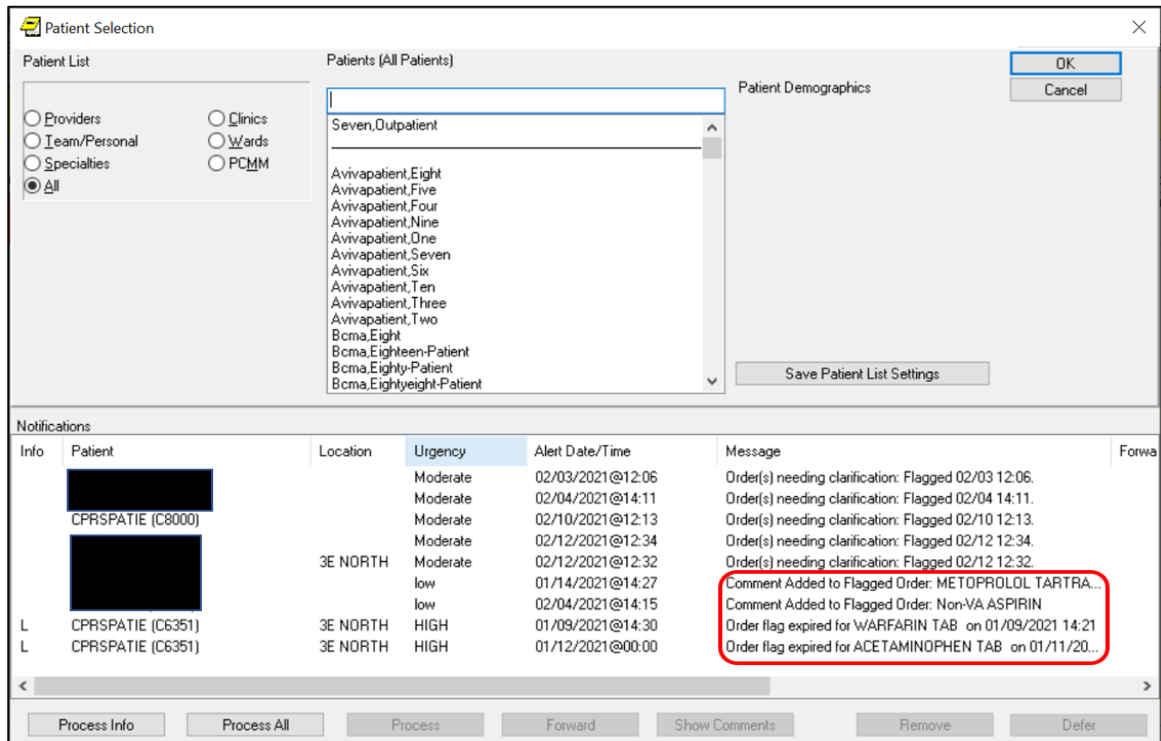 Patient Selection
Patient List
Patients (All Patients)
OK
Patient Demographics
Cancel
Providers Clinics
Team/Personal Wards
Specialties PCMM
All
Seven,Outpatient
Avivapatient,Eight
Avivapatient,Five
Avivapatient,Four
Avivapatient,Nine
Avivapatient,One
Avivapatient,Seven
Avivapatient,Six
Avivapatient,Ten
Avivapatient,Three
Avivapatient,Two
Bcma,Eight
Bcma,Eighteen-Patient
Bcma,Eighty-Patient
Bcma,Eightyeight-Patient
Save Patient List Settings
Notifications
Info Patient Location Urgency Alert Date/Time Message Forwa
Moderate 02/03/2021@12:06 Order(s) needing clarification: Flagged 02/03 12:06.
Moderate 02/04/2021@14:11 Order(s) needing clarification: Flagged 02/04 14:11.
CPRSPATIE (C8000) Moderate 02/10/2021@12:13 Order(s) needing clarification: Flagged 02/10 12:13.
Moderate 02/12/2021@12:34 Order(s) needing clarification: Flagged 02/12 12:34.
3E NORTH Moderate 02/12/2021@12:32 Order(s) needing clarification: Flagged 02/12 12:32.
low 01/14/2021@14:27 Comment Added to Flagged Order: METOPROLOL TARTRA...
low 02/04/2021@14:15 Comment Added to Flagged Order: Non-VA ASPIRIN
L CPRSPATIE (C6351) 3E NORTH HIGH 01/09/2021@14:30 Order flag expired for WARFARIN TAB on 01/09/2021 14:21
L CPRSPATIE (C6351) 3E NORTH HIGH 01/12/2021@00:00 Order flag expired for ACETAMINOPHEN TAB on 01/11/20...
Process Info Process All Process Forward Show Comments Remove Defer